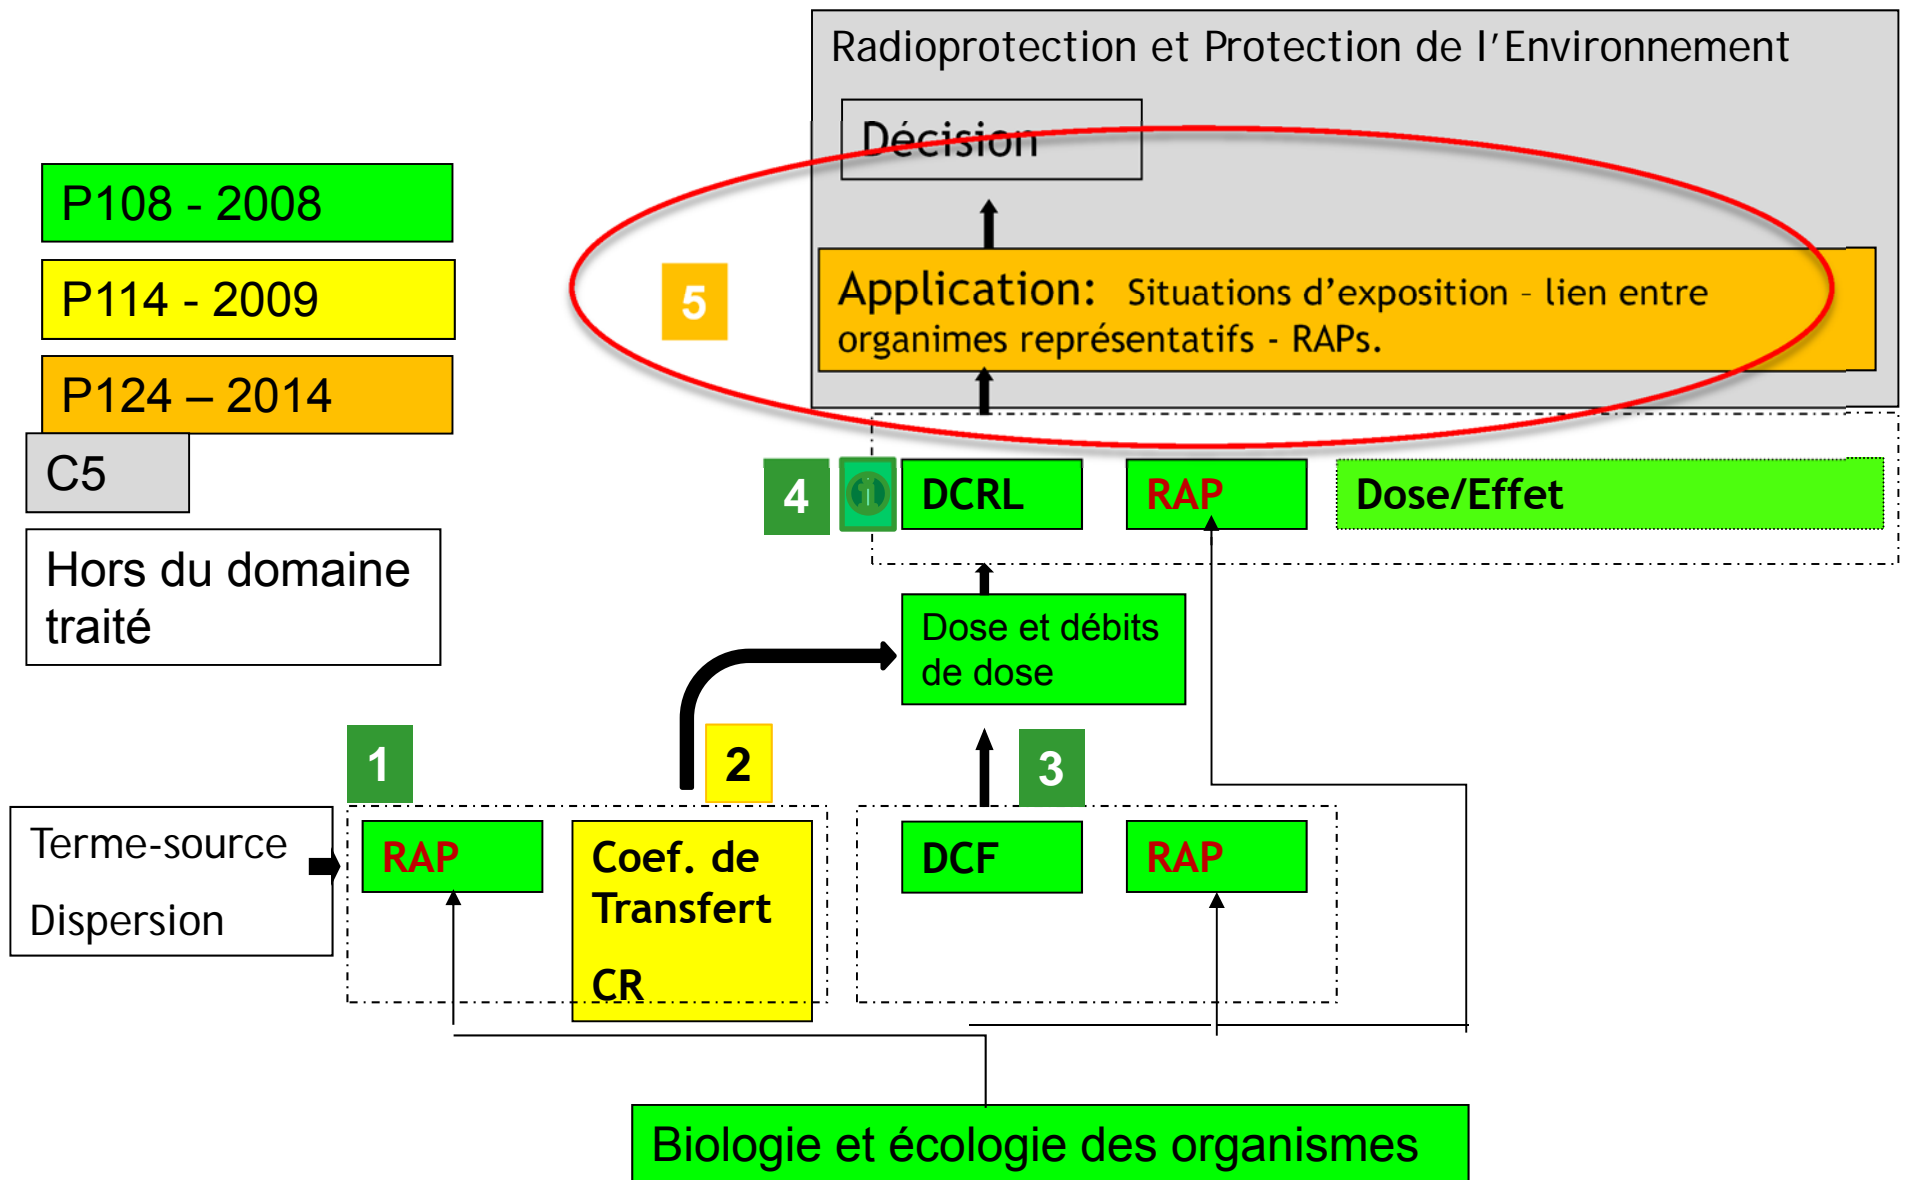 Radioprotection et Protection de l'Environnement
Décision
P108 - 2008
P114 - 2009
P124 – 2014
C5
Hors du domaine
traité
5
Application: Situations d'exposition – lien entre
organimes représentatifs - RAPs.
4
DCRL
RAP
Dose/Effet
Dose et débits
de dose
1
2
3
Terme-source
Dispersion
RAP
Coef. de
Transfert
CR
DCF
RAP
Biologie et écologie des organismes